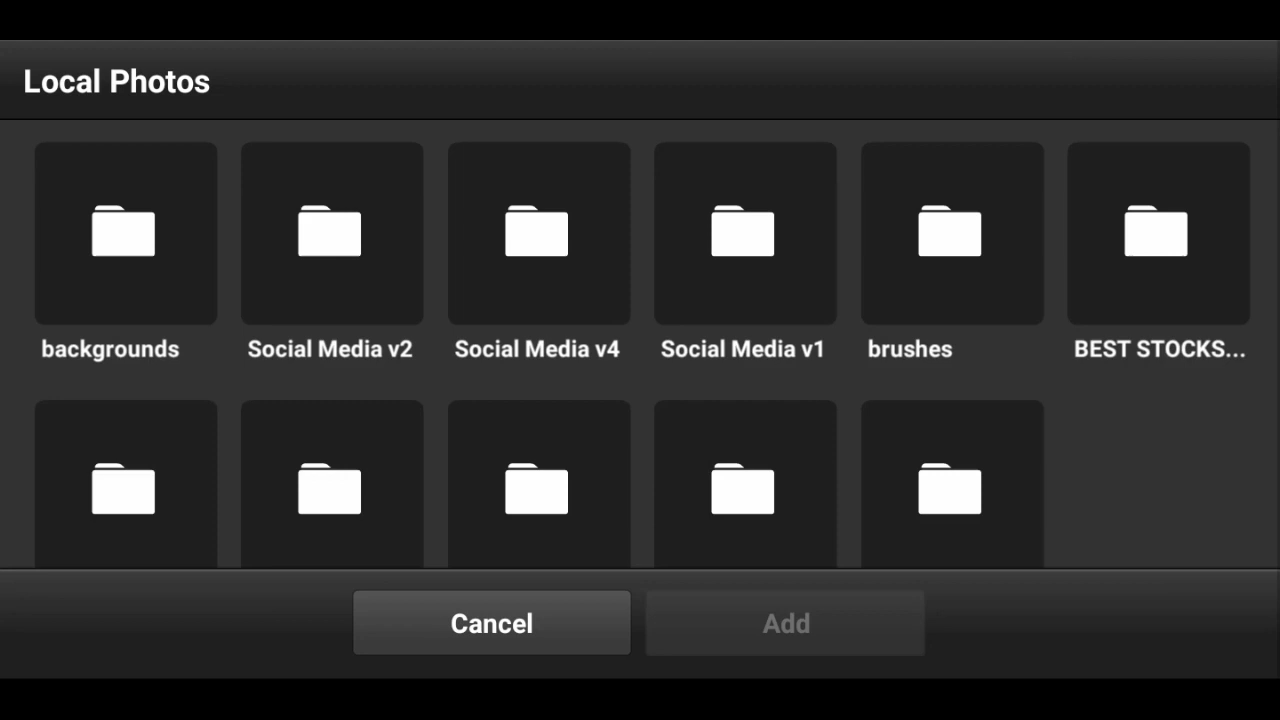 Local Photos
backgrounds
Social Media v2
Social Media v4
Social Media v1
brushes
BEST STOCKS...
Cancel
Add